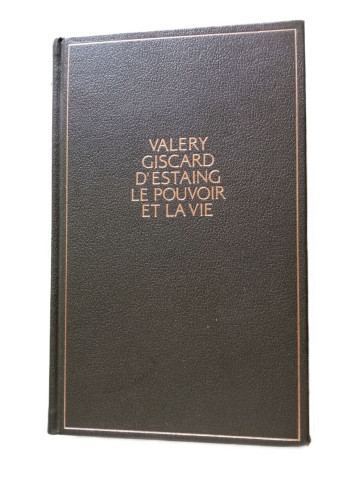 VALERY
GISCARD
D'ESTAING
LE POUVOIR
ET LA VIE